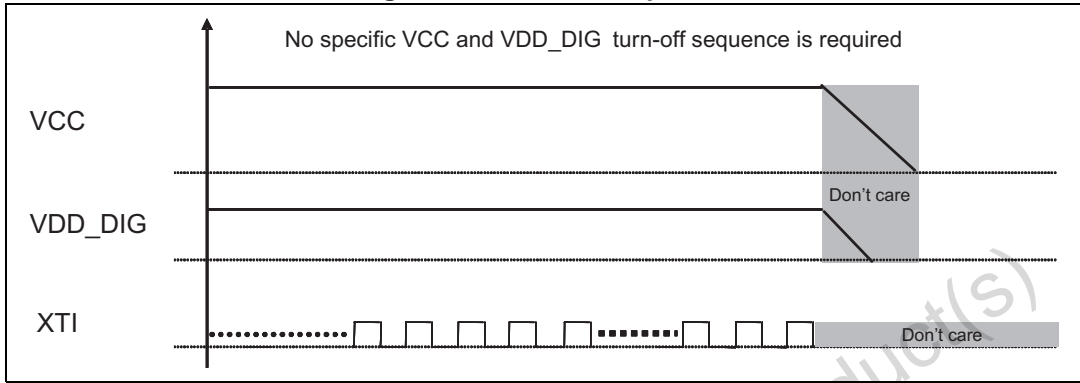 No specific VCC and VDD_DIG turn-off sequence is required
VCC
Don't care
VDD_DIG
XTI
Don't care